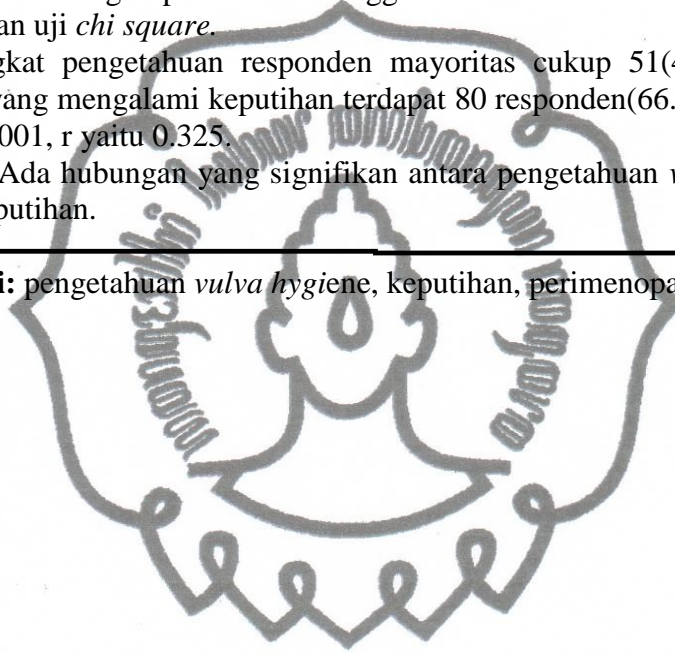 an uji chi square.
gkat pengetahuan responden mayoritas cukup 51(4
yang mengalami keputihan terdapat 80 responden(66.
001, r yaitu 0.325.
Ada hubungan yang signifikan antara pengetahuan
putihan.
i: pengetahuan vulva hygiene, keputihan, perimenopa